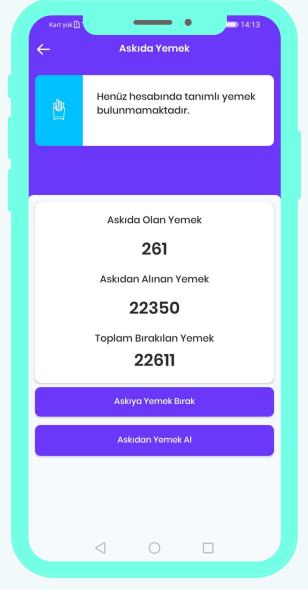 Kart yok 14:13
Askıda Yemek
Henüz hesabında tanımlı yemek
bulunmamaktadır.
Askıda Olan Yemek
261
Askıdan Alınan Yemek
22350
Toplam Bırakılan Yemek
22611
Askıya Yemek Bırak
Askıdan Yemek Al